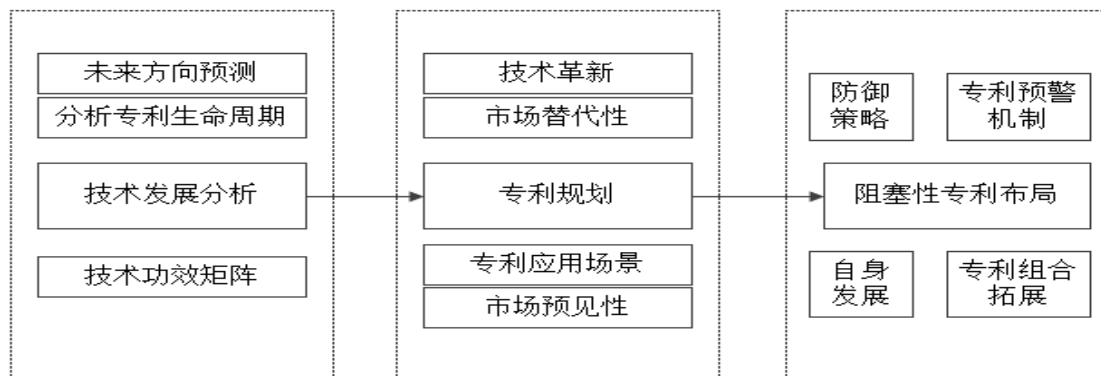 未来方向预测
分析专利生命周期
技术发展分析
技术功效矩阵
技术革新
市场替代性
专利规划
专利应用场景
市场预见性
防御
策略
专利预警
机制
阻塞性专利布局
自身
发展
专利组合
拓展